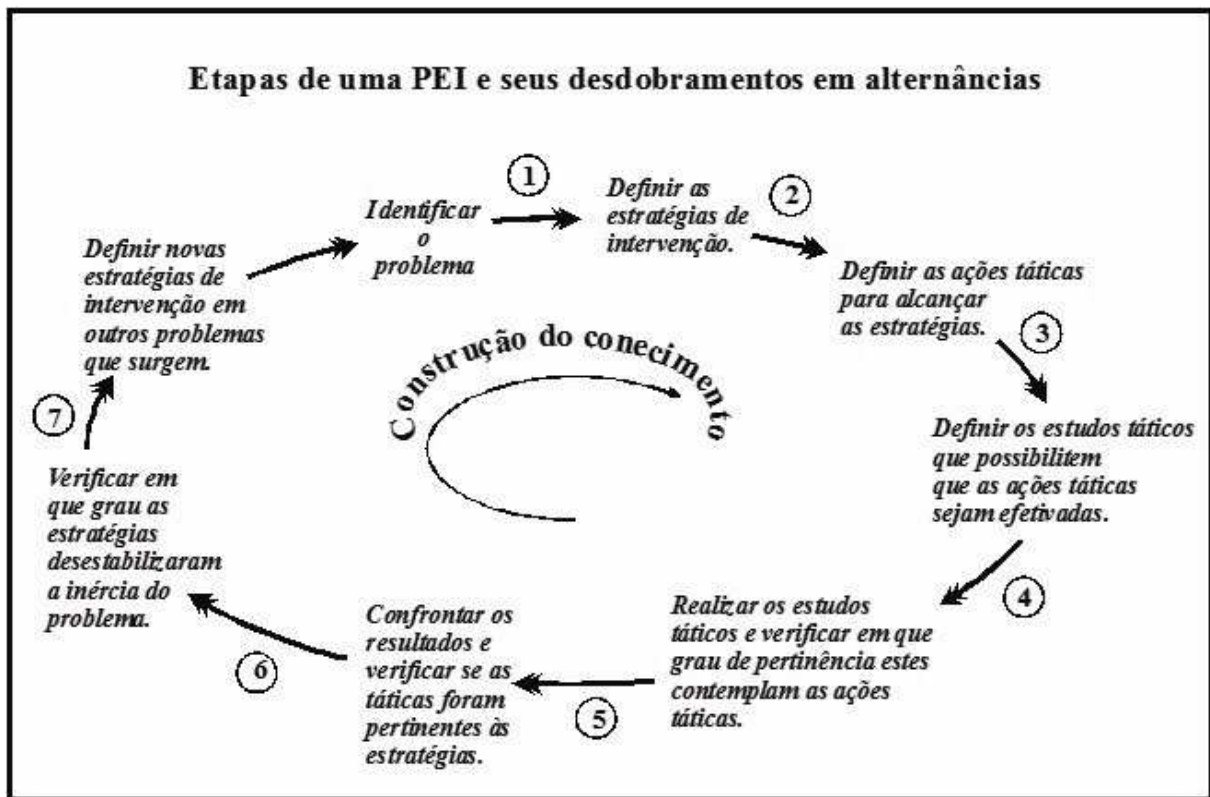 Etapas de uma PEI e seus desdobramentos em alternâncias
1
Identificar
o
problema
Definir as
estratégias de
intervenção.
2
Definir as ações táticas
para alcançar
as estratégias.
3
Definir os estudos táticos
que possibilitem
que as ações táticas
sejam efetivadas.
4
Realizar os estudos
táticos e verificar em que
grau de pertinência estes
contemplam as ações
táticas.
5
Confrontar os
resultados e
verificar se as
táticas foram
pertinentes às
estratégias.
6
Verificar em
que grau as
estratégias
desestabilizaram
a inércia do
problema.
7
Definir novas
estratégias de
intervenção em
outros problemas
que surgem.
Construção do conecimento